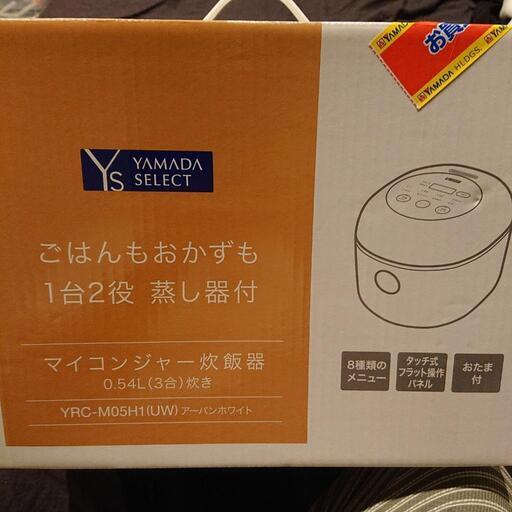 YAMADA
お買
YAMADA HLDGS.
Ys YAMADA
SELECT
ごはんもおかずも
1台2役 蒸し器付
マイコンジャー炊飯器
0.54L(3合)炊き
YRC-M05H1(UW) アーバンホワイト
8種類の
メニュー
タッチ式
フラット操作
パネル
おたま
付